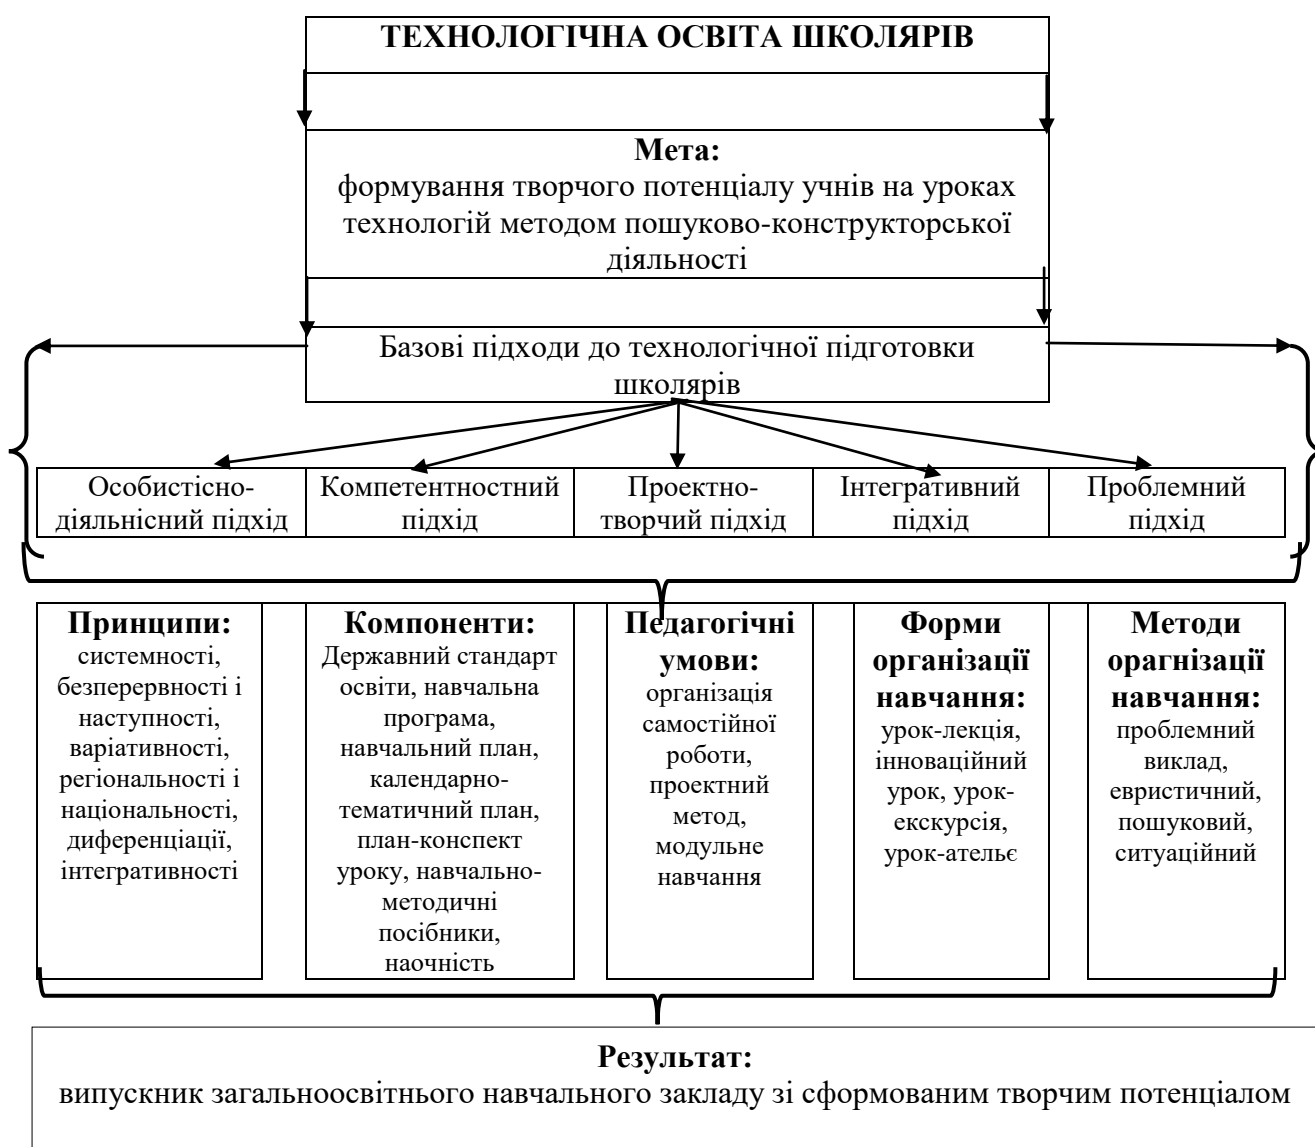 ТЕХНОЛОГІЧНА ОСВІТА ШКОЛЯРІВ
Мета:
формування творчого потенціалу учнів на уроках
технологій методом пошуково-конструкторської
діяльності
Базові підходи до технологічної підготовки
школярів
Особистісно-
діяльнісний підхід
Компетентностний
підхід
Проектно-
творчий підхід
Інтегративний
підхід
Проблемний
підхід
Принципи:
системності,
безперервності і
наступності,
варіативності,
регіональності і
національності,
диференціації,
інтегративності
Компоненти:
Державний стандарт
освіти, навчальна
програма,
навчальний план,
календарно-
тематичний план,
план-конспект
уроку, навчально-
методичні
посібники,
наочність
Педагогічні
умови:
організація
самостійної
роботи,
проектний
метод,
модульне
навчання
Форми
організації
навчання:
урок-лекція,
інноваційний
урок, урок-
екскурсія,
урок-ательє
Методи
орагнізації
навчання:
проблемний
виклад,
евристичний,
пошуковий,
ситуаційний
Результат:
випускник загальноосвітнього навчального закладу зі сформованим творчим потенціалом